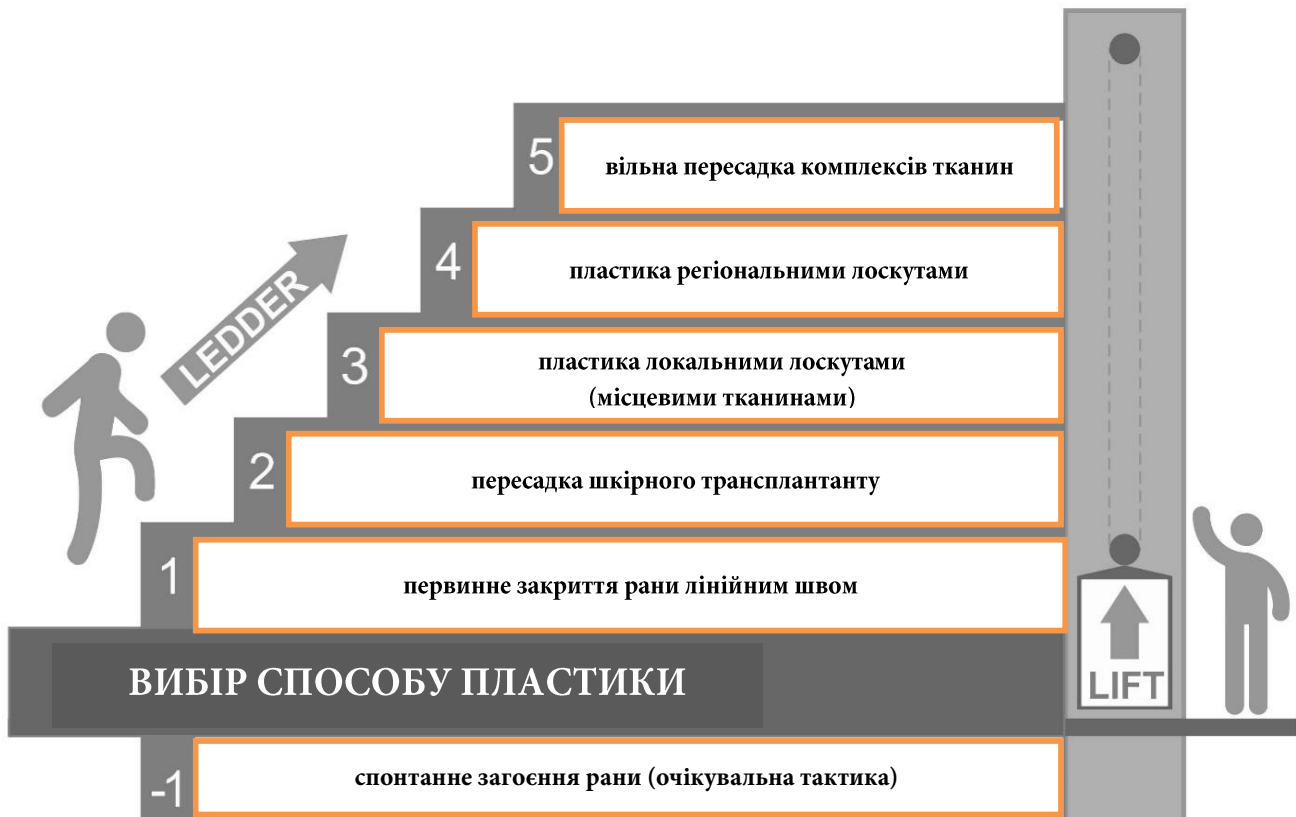 5
вільна пересадка комплексів тканин
4
пластика регіональними лоскутами
LEDDER
3
пластика локальними лоскутами
(місцевими тканинами)
2
пересадка шкірного трансплантанту
1
первинне закриття рани лінійним швом
ВИБІР СПОСОБУ ПЛАСТИКИ
LIFT
-1
спонтанне загоєння рани (очікувальна тактика)